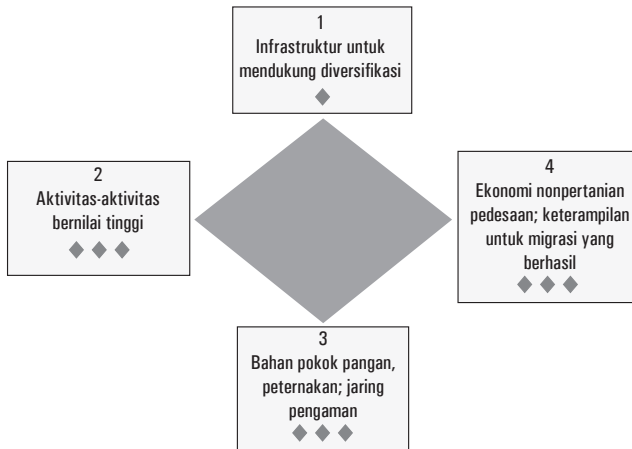 1
Infrastruktur untuk
mendukung diversifikasi
2
Aktivitas-aktivitas
bernilai tinggi
4
Ekonomi nonpertanian
pedesaan; keterampilan
untuk migrasi yang
berhasil
3
Bahan pokok pangan,
peternakan; jaring
pengaman